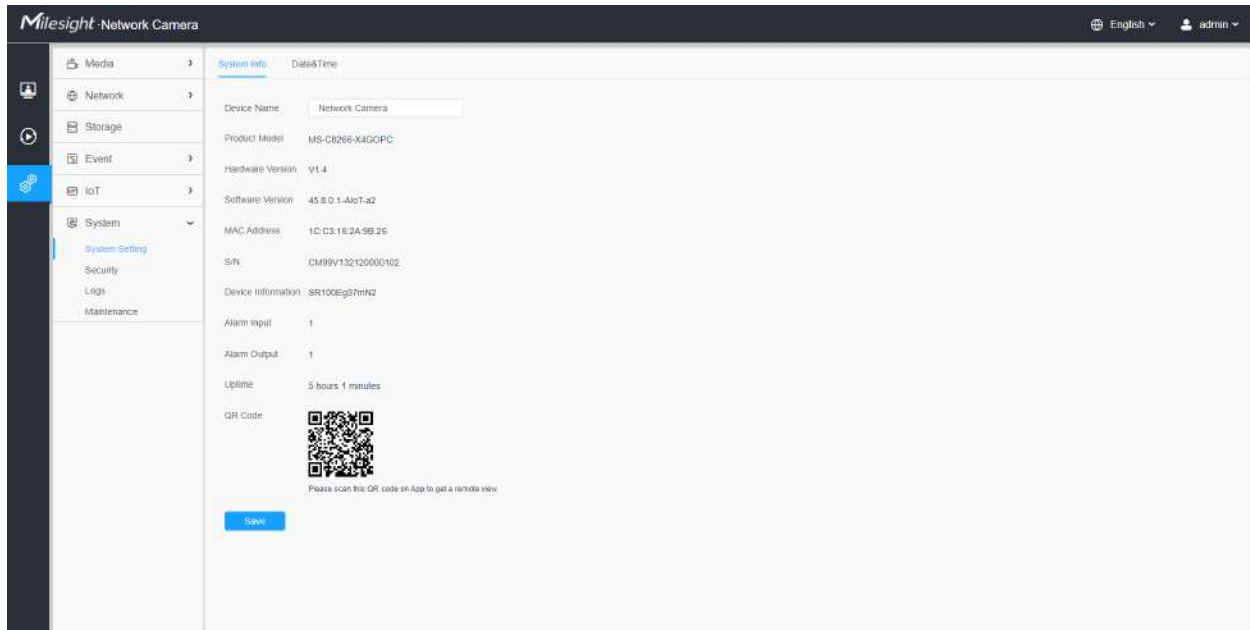 Milesight-Network Camera
English
admin
Media
Network
Storage
Event
IoT
System
System Setting
Security
Logs
Maintenance
System Info
Date&Time
Device Name Network Camera
Product Model MS-C8266-X4GOPC
Hardware Version V1.4
Software Version 45.8.0.1-AIoT-a2
MAC Address 1C:C3:16:2A:9B:26
S/N CM99V132120000102
Device Information SR100Eg37mN2
Alarm Input 1
Alarm Output 1
Uptime 5 hours 1 minutes
QR Code
Please scan this QR code on App to get a remote view
Save